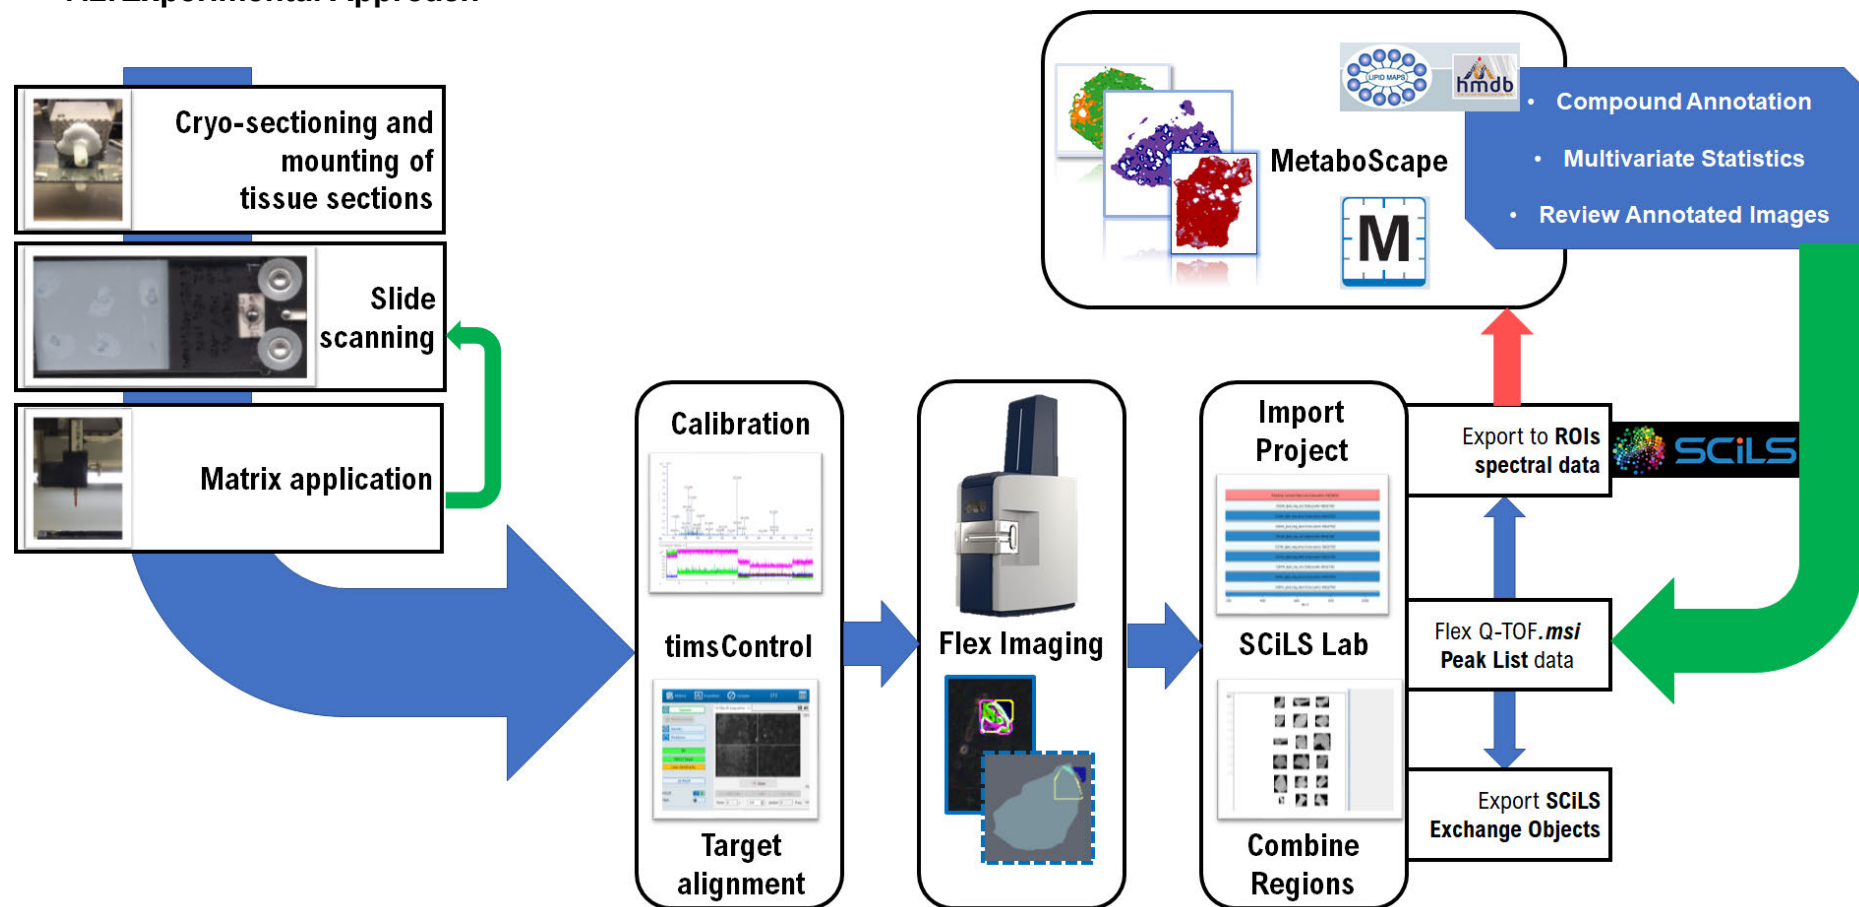 Cryo-sectioning and
mounting of
tissue sections
Slide
scanning
Matrix application
Calibration
timsControl
Target
alignment
Flex Imaging
Import
Project
SCiLS Lab
Combine
Regions
Export to ROIs
spectral data
SCiLS
Flex Q-TOF.msi
Peak List data
Export SCiLS
Exchange Objects
LIPID MAPS
hmdb
MetaboScape
M
• Compound Annotation
• Multivariate Statistics
• Review Annotated Images